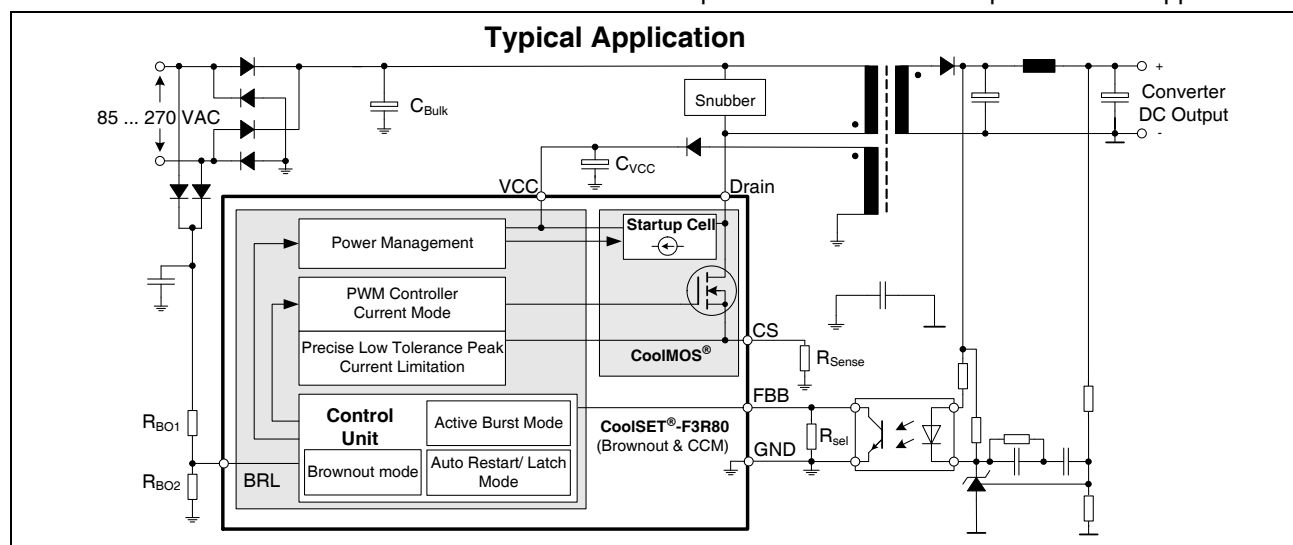 Typical Application
+
Snubber
C_Bulk
Converter
DC Output
85 ... 270 VAC
-
C_VCC
VCC
Drain
Startup Cell
Power Management
PWM Controller
Current Mode
CS
Precise Low Tolerance Peak
Current Limitation
CoolMOS®
R_Sense
FBB
Control
Unit
Active Burst Mode
CoolSET®-F3R80
(Brownout & CCM)
R_sel
R_BO1
GND
Brownout mode
Auto Restart/ Latch
Mode
BRL
R_BO2